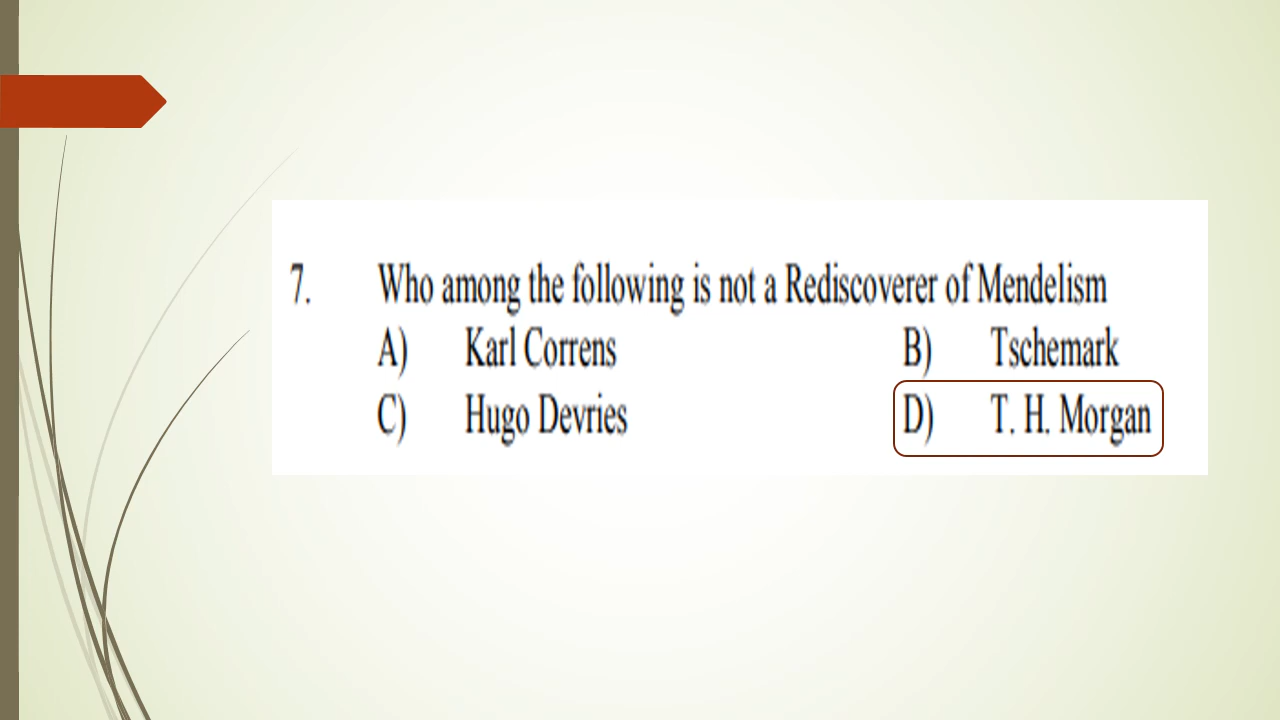 7. Who among the following is not a Rediscoverer of Mendelism
A) Karl Correns B) Tschemark
C) Hugo Devries D) T. H. Morgan